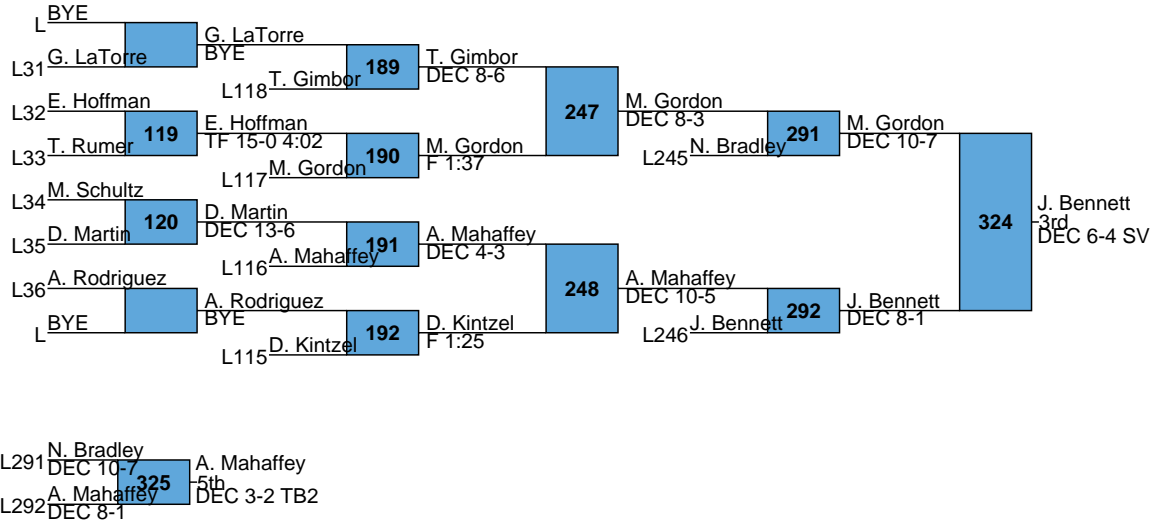 L BYE
L31 G. LaTorre
G. LaTorre
BYE
L118 T. Gimbor
189
T. Gimbor
DEC 8-6
L32 E. Hoffman
119
L33 T. Rumer
E. Hoffman
TF 15-0 4:02
L117 M. Gordon
190
M. Gordon
F 1:37
247
M. Gordon
DEC 8-3
L245 N. Bradley
291
M. Gordon
DEC 10-7
L34 M. Schultz
120
L35 D. Martin
D. Martin
DEC 13-6
L116 A. Mahaffey
191
A. Mahaffey
DEC 4-3
L36 A. Rodriguez
L BYE
A. Rodriguez
BYE
L115 D. Kintzel
192
D. Kintzel
F 1:25
248
A. Mahaffey
DEC 10-5
L246 J. Bennett
292
J. Bennett
DEC 8-1
324
J. Bennett
3rd
DEC 6-4 SV
L291 N. Bradley
DEC 10-7
325
L292 A. Mahaffey
DEC 8-1
A. Mahaffey
5th
DEC 3-2 TB2